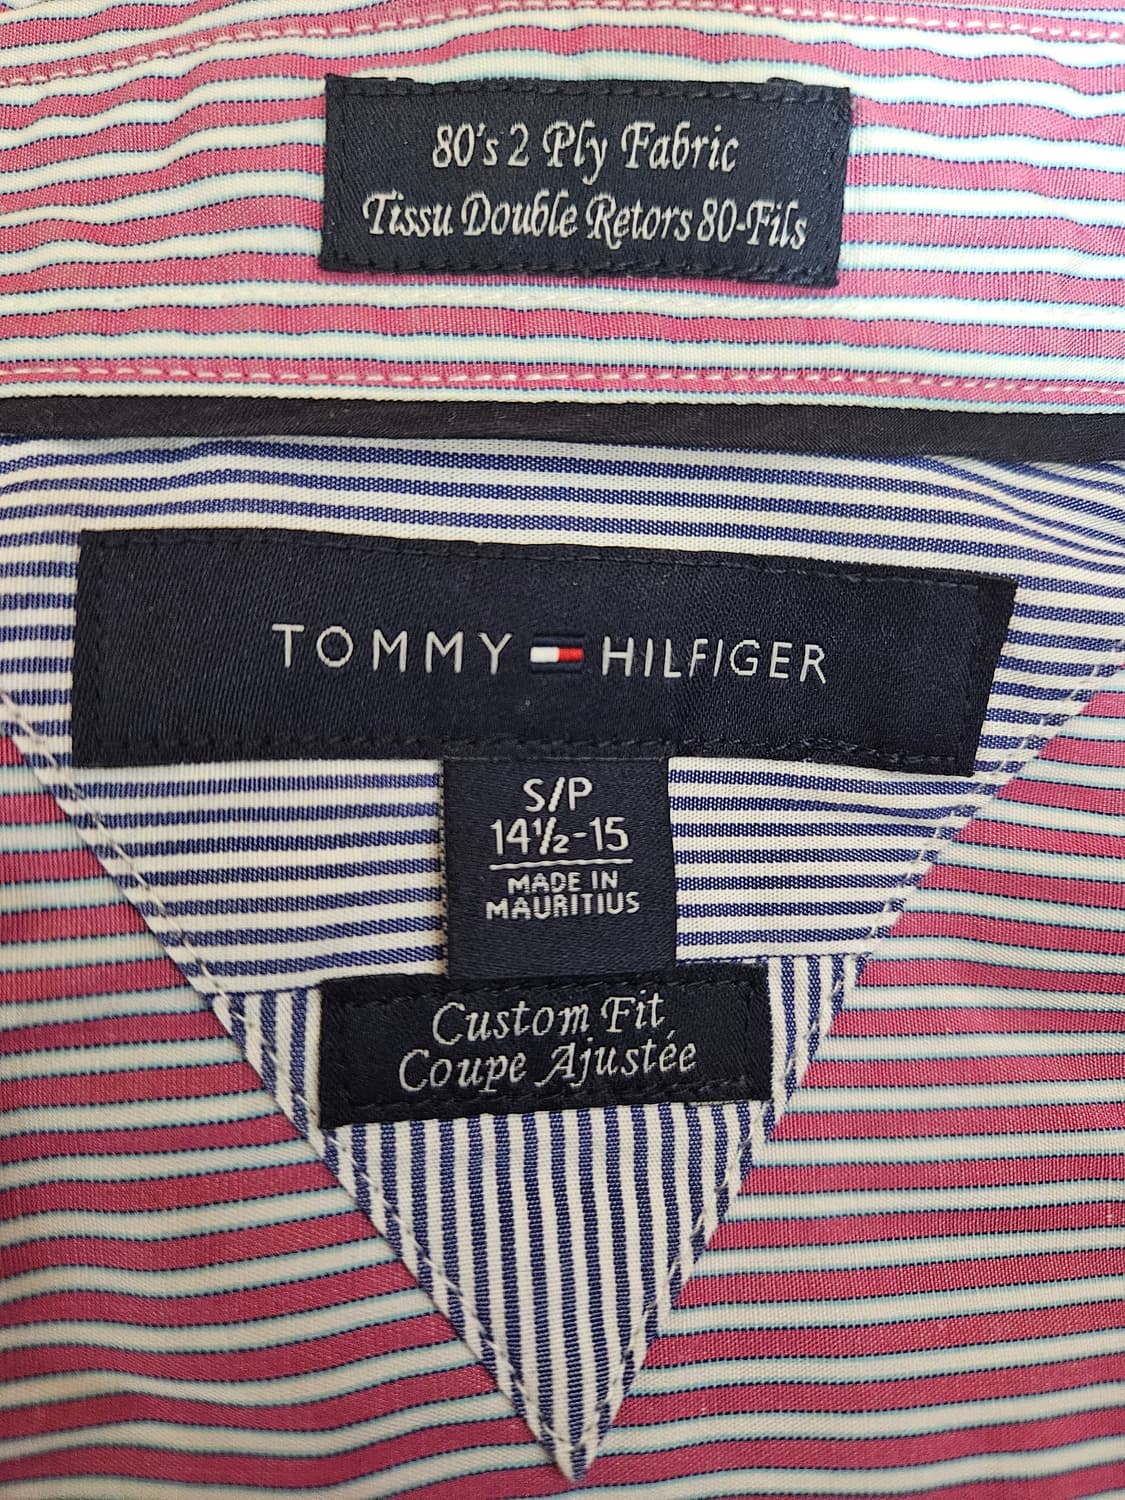 80's 2 Ply Fabric
Tissu Double Retors 80-Fils
TOMMY HILFIGER
S/P
14½-15
MADE IN
MAURITIUS
Custom Fit
Coupe Ajustée